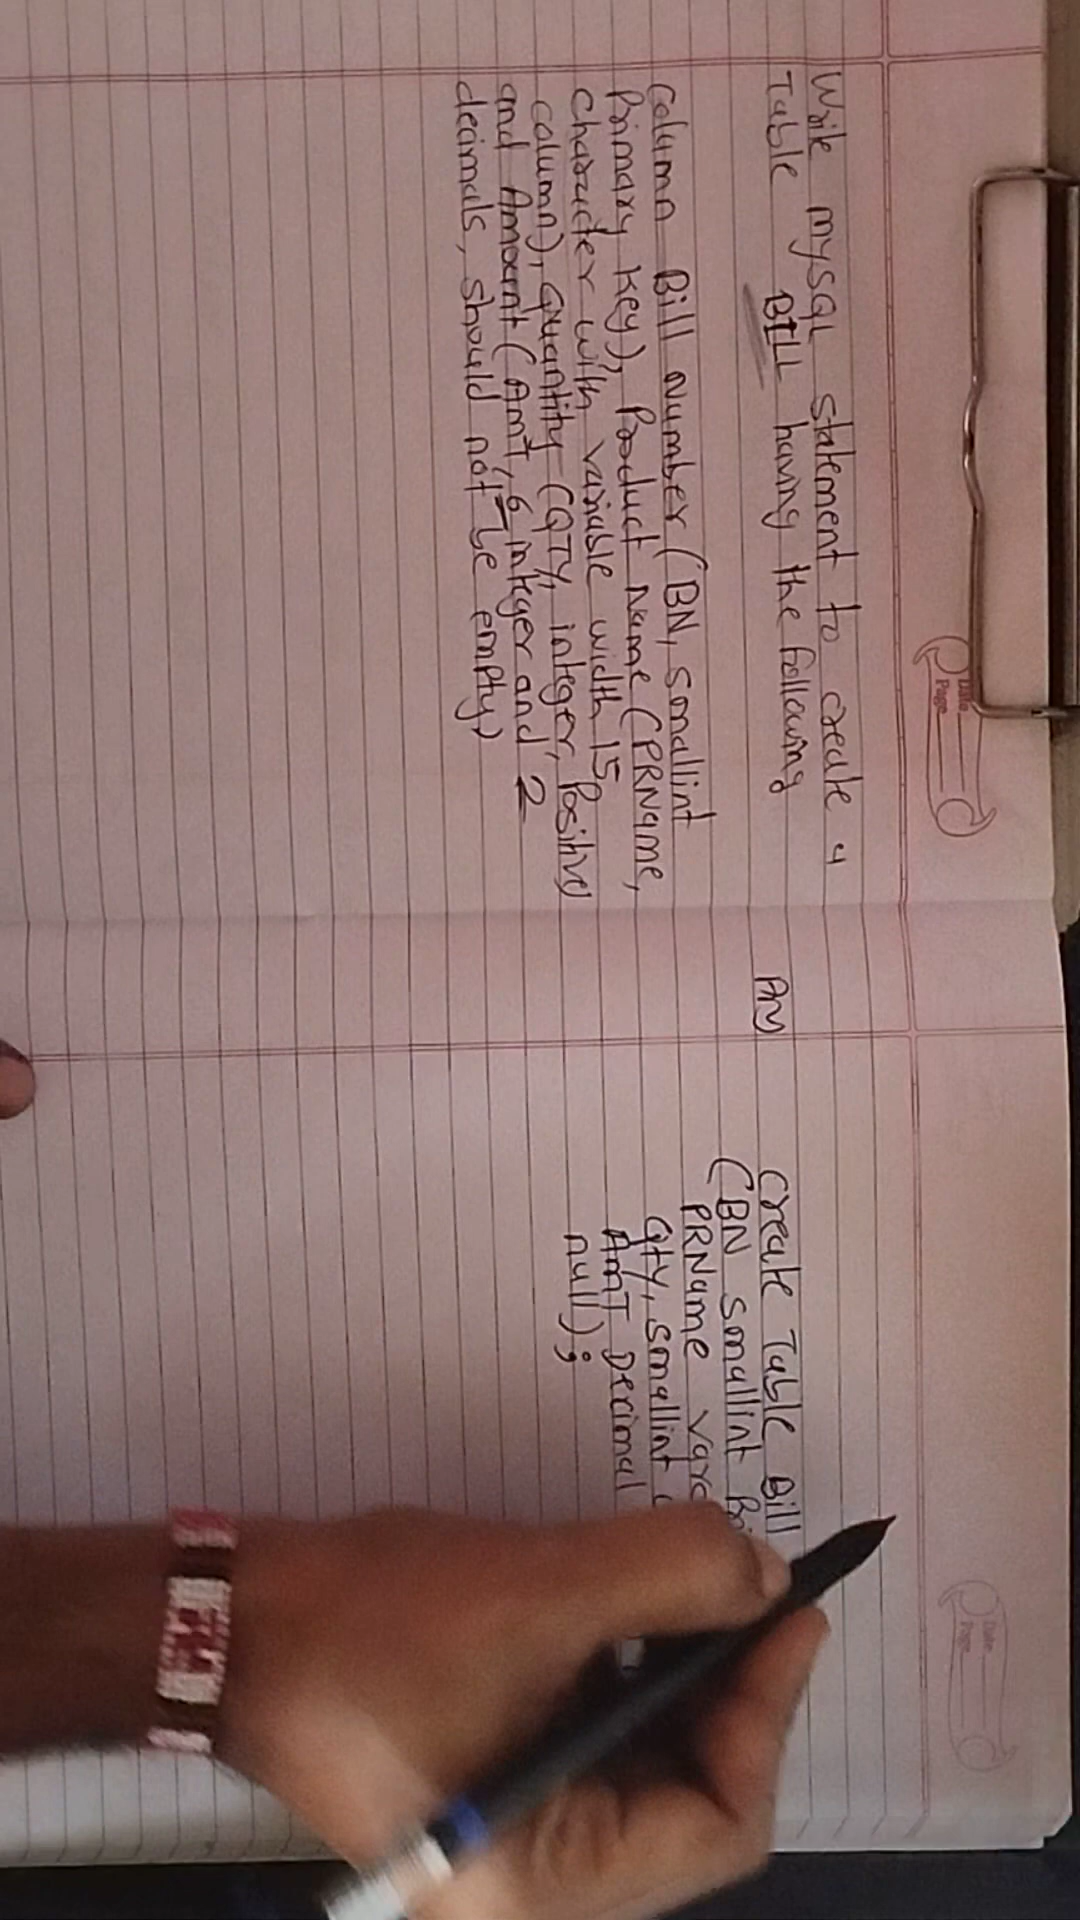 Date
Page
Write mysqL statement to create a
Table BILL having the following
Column Bill number (BN, smallint
Primary key), Product name (PRName,
character with variable width 15
column), quantity (QTY, integer, Positive)
and Amount (AmT, 6 integer and 2
decimals, should not be empty)
Date
Page
Ans
create Table Bill
(BN smallint
PRName
QtY, smallint
AmT Decimal
null);